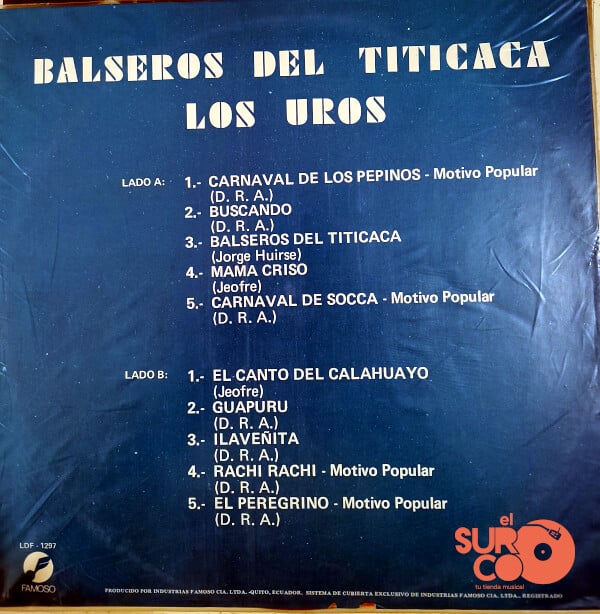 BALSEROS DEL TITICACA
LOS UROS
LADO A: 1.- CARNAVAL DE LOS PEPINOS - Motivo Popular
(D. R. A.)
2.- BUSCANDO
(D. R. A.)
3.- BALSEROS DEL TITICACA
(Jorge Huirse)
4.- MAMA CRISO
(Jeofre)
5.- CARNAVAL DE SOCCA - Motivo Popular
(D. R. A.)
LADO B: 1.- EL CANTO DEL CALAHUAYO
(Jeofre)
2.- GUAPURU
(D. R. A.)
3.- ILAVEÑITA
(D. R. A.)
4.- RACHI RACHI - Motivo Popular
(D. R. A.)
5.- EL PEREGRINO - Motivo Popular
(D. R. A.)
LDF - 1297
FAMOSO
el
SURCO
tu tienda musical
PRODUCIDO POR INDUSTRIAS FAMOSO CIA, LTDA, -QUITO, ECUADOR, SISTEMA DE CUBIERTA EXCLUSIVO DE INDUSTRIAS FAMOSO CIA, LTDA., REGISTRADO